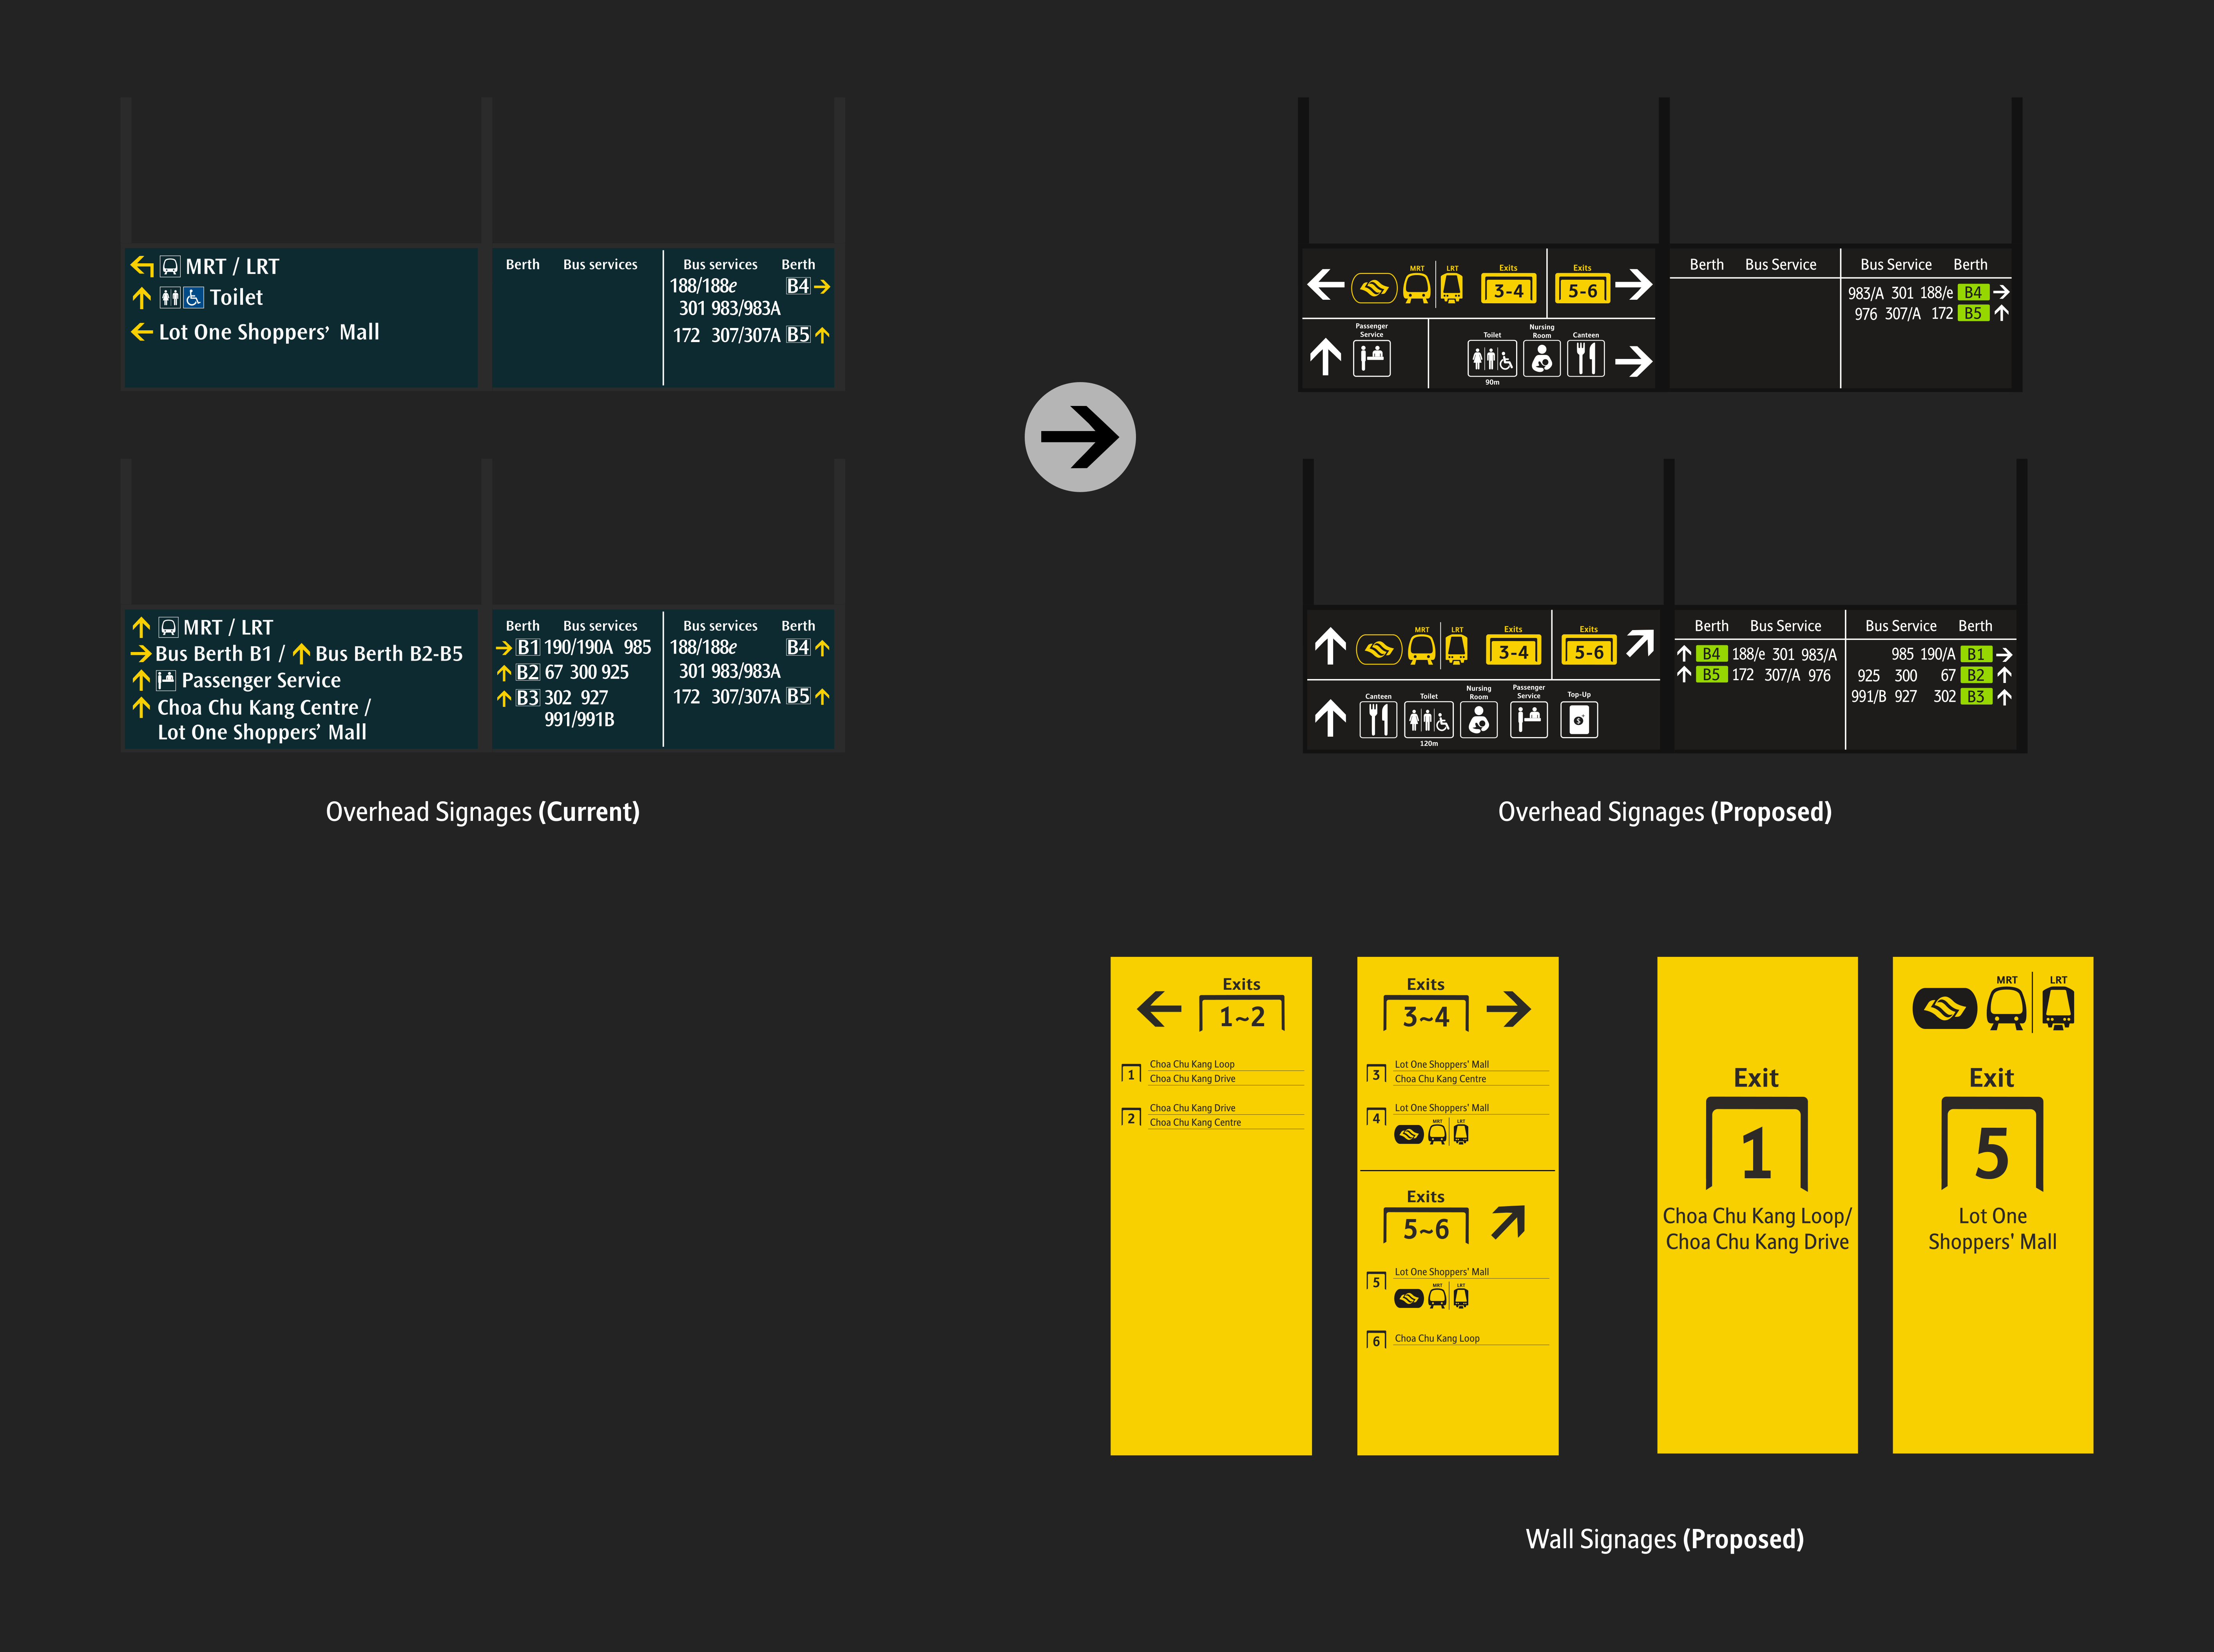 MRT / LRT
Toilet
Lot One Shoppers' Mall
Berth Bus services
Bus services Berth
188/188e B4
301 983/983A
172 307/307A B5
MRT LRT Exits 3-4 Exits 5-6
Passenger Service
Toilet Nursing Room Canteen
90m
Berth Bus Service
Bus Service Berth
983/A 301 188/e B4
976 307/A 172 B5
MRT / LRT
Bus Berth B1 / Bus Berth B2-B5
Passenger Service
Choa Chu Kang Centre /
Lot One Shoppers' Mall
Berth Bus services
B1 190/190A 985
B2 67 300 925
B3 302 927
991/991B
Bus services Berth
188/188e B4
301 983/983A
172 307/307A B5
MRT LRT Exits 3-4 Exits 5-6
Canteen Toilet Nursing Room Passenger Service Top-Up
$
120m
Berth Bus Service
B4 188/e 301 983/A
B5 172 307/A 976
Bus Service Berth
985 190/A B1
925 300 67 B2
991/B 927 302 B3
Overhead Signages (Current)
Overhead Signages (Proposed)
Exits
1~2
1 Choa Chu Kang Loop
Choa Chu Kang Drive
2 Choa Chu Kang Drive
Choa Chu Kang Centre
Exits
3~4
3 Lot One Shoppers' Mall
Choa Chu Kang Centre
4 Lot One Shoppers' Mall
MRT LRT
Exits
5~6
5 Lot One Shoppers' Mall
MRT LRT
6 Choa Chu Kang Loop
Exit
1
Choa Chu Kang Loop/
Choa Chu Kang Drive
MRT LRT
Exit
5
Lot One
Shoppers' Mall
Wall Signages (Proposed)